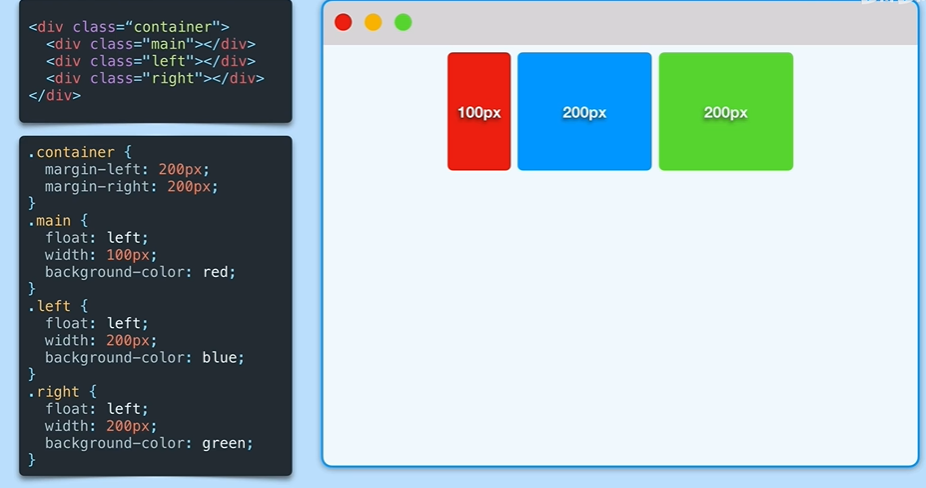 <div class=“container">
  <div class="main"></div>
  <div class="left"></div>
  <div class="right"></div>
</div>
.container {
  margin-left: 200px;
  margin-right: 200px;
}
.main {
  float: left;
  width: 100px;
  background-color: red;
}
.left {
  float: left;
  width: 200px;
  background-color: blue;
}
.right {
  float: left;
  width: 200px;
  background-color: green;
}
100px
200px
200px